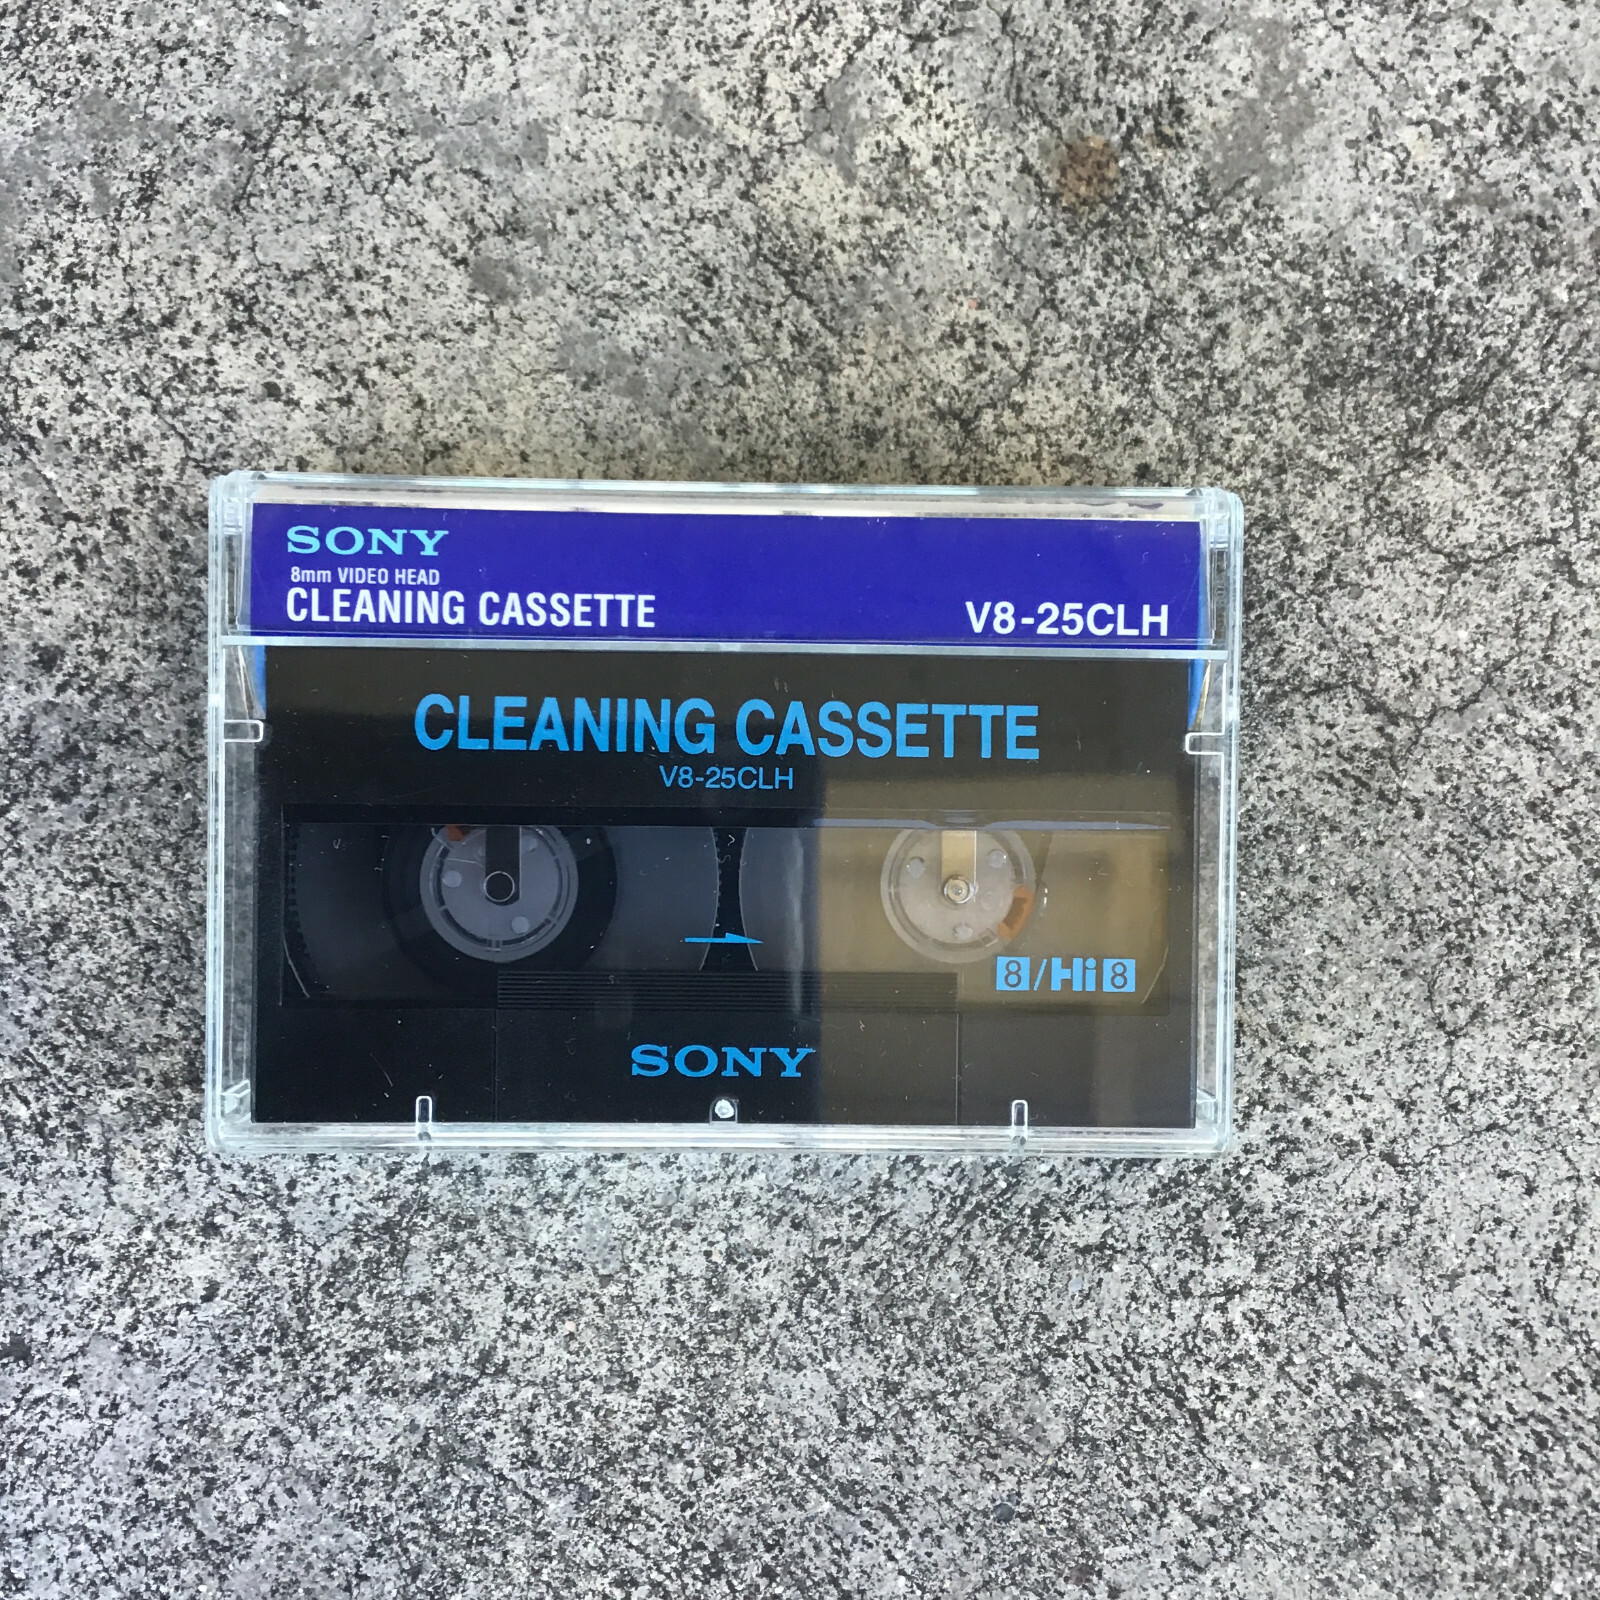 SONY
8mm VIDEO HEAD
CLEANING CASSETTE V8-25CLH
CLEANING CASSETTE
V8-25CLH
8/Hi8
SONY